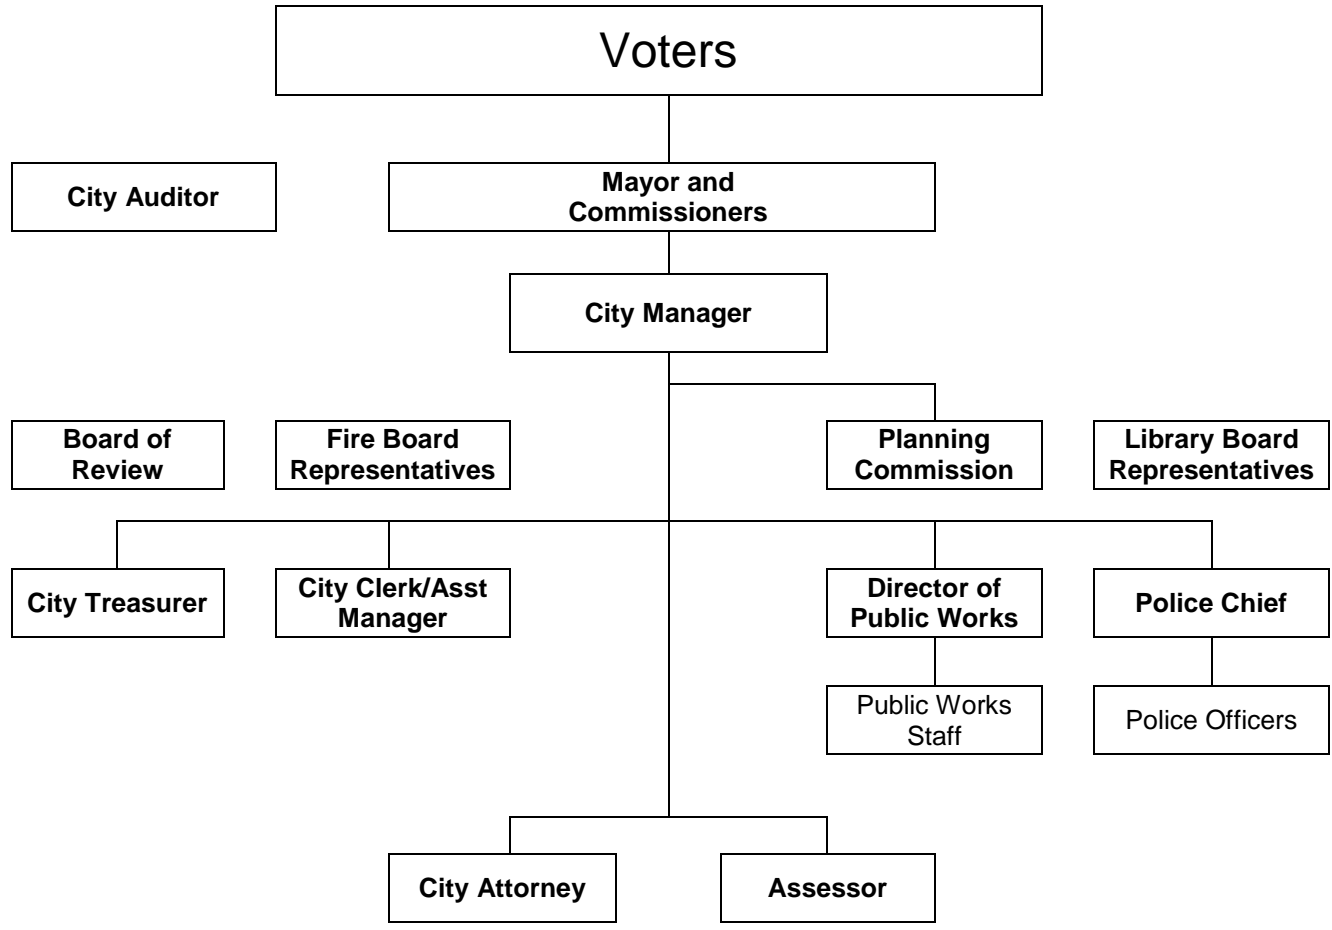 Voters
City Auditor
Mayor and
Commissioners
City Manager
Board of
Review
Fire Board
Representatives
Planning
Commission
Library Board
Representatives
City Treasurer
City Clerk/Asst
Manager
Director of
Public Works
Police Chief
Public Works
Staff
Police Officers
City Attorney
Assessor